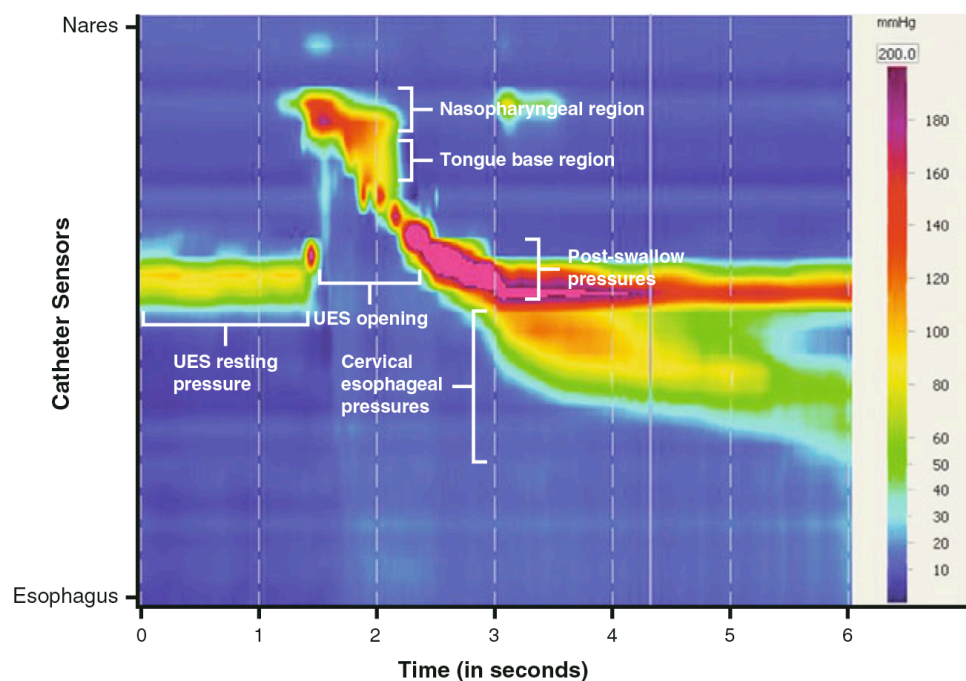 Nares
mmHg
200.0
180
160
140
120
100
80
60
50
40
30
20
10
Nasopharyngeal region
Tongue base region
Post-swallow
pressures
UES opening
UES resting
pressure
Cervical
esophageal
pressures
Catheter Sensors
Esophagus
0
1
2
3
4
5
6
Time (in seconds)